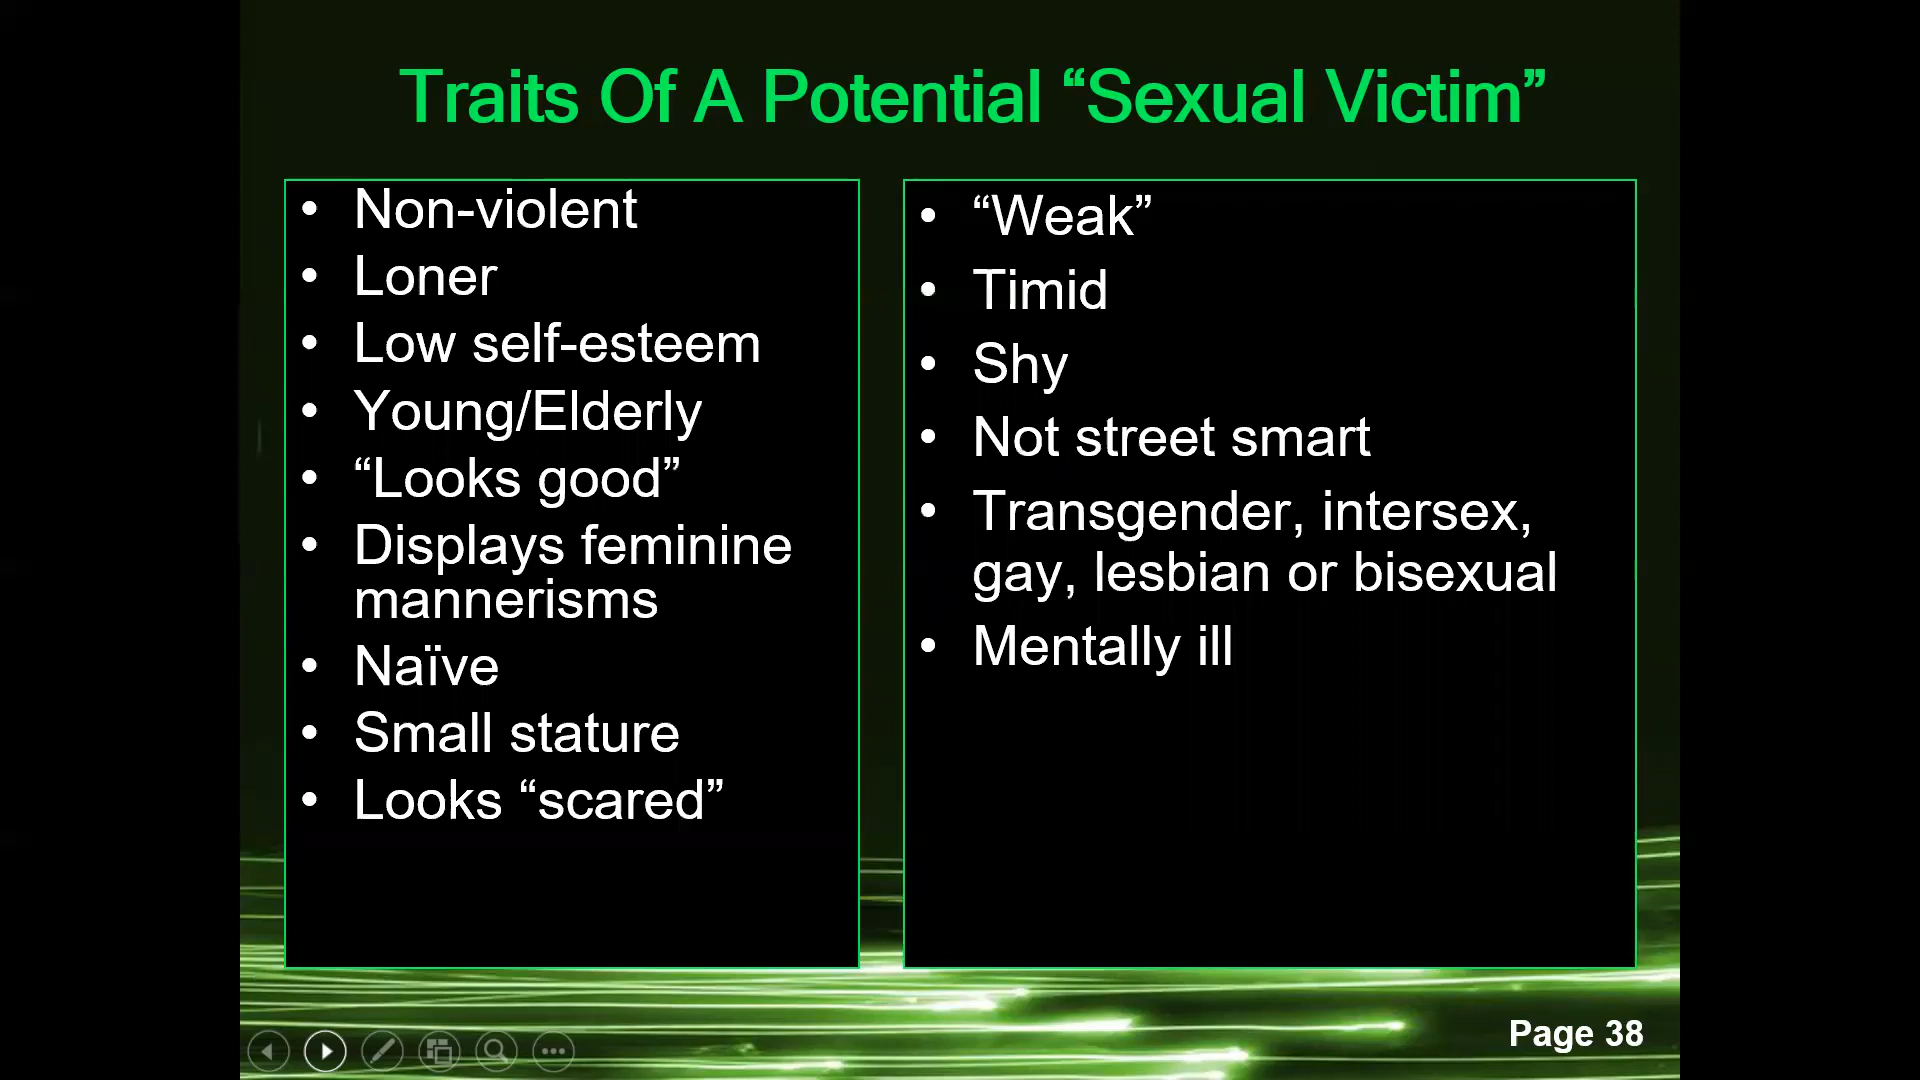 Traits Of A Potential “Sexual Victim”
• Non-violent
• Loner
• Low self-esteem
• Young/Elderly
• “Looks good”
• Displays feminine
mannerisms
• Naïve
• Small stature
• Looks “scared”
• “Weak”
• Timid
• Shy
• Not street smart
• Transgender, intersex,
gay, lesbian or bisexual
• Mentally ill
Page 38